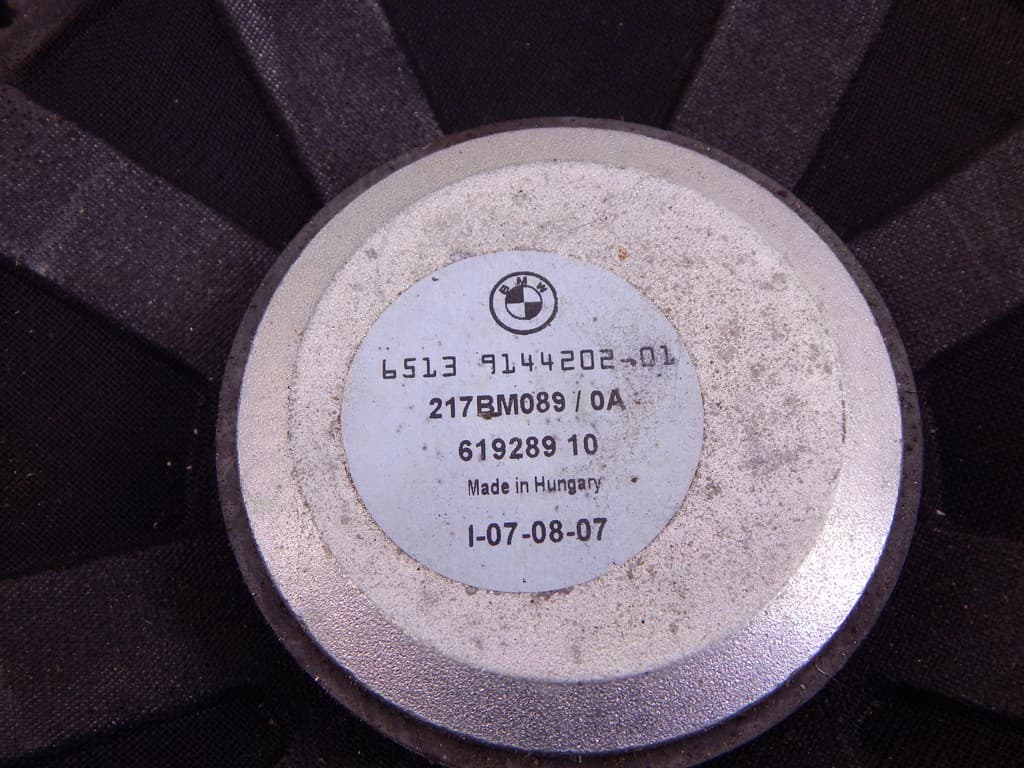 BMW
6513 9144202-01
217BM089 / 0A
619289 10
Made in Hungary
I-07-08-07